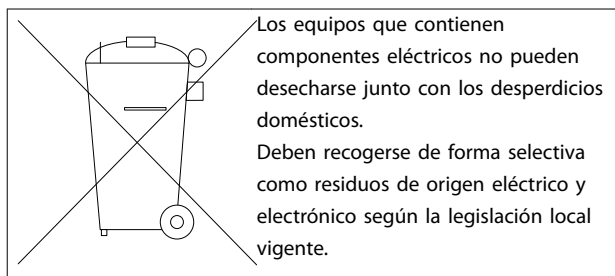 Los equipos que contienen
componentes eléctricos no pueden
desecharse junto con los desperdicios
domésticos.
Deben recogerse de forma selectiva
como residuos de origen eléctrico y
electrónico según la legislación local
vigente.